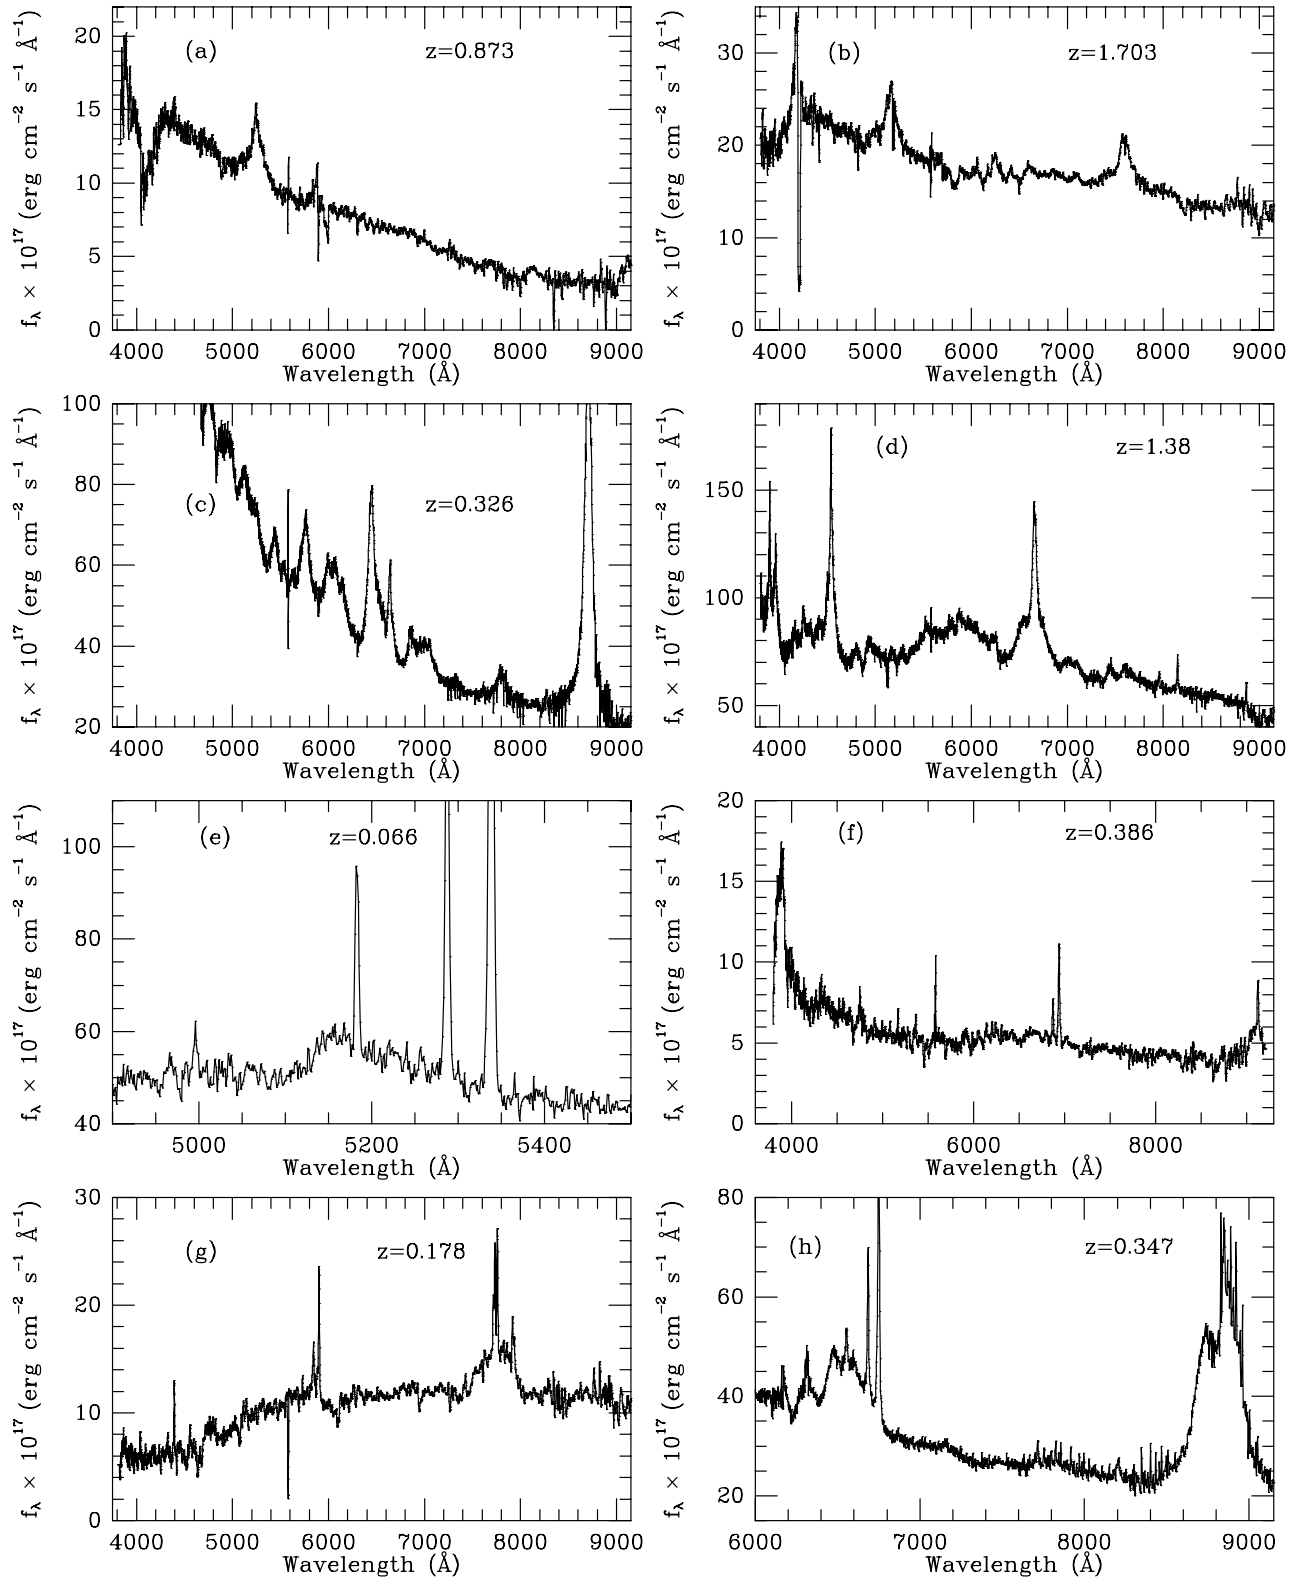 (a) z=0.873
20
15
10
5
0
f_λ × 10^17 (erg cm^−2 s^−1 Å^−1)
4000 5000 6000 7000 8000 9000
Wavelength (Å)
(b) z=1.703
30
20
10
0
f_λ × 10^17 (erg cm^−2 s^−1 Å^−1)
4000 5000 6000 7000 8000 9000
Wavelength (Å)
(c) z=0.326
100
80
60
40
20
f_λ × 10^17 (erg cm^−2 s^−1 Å^−1)
4000 5000 6000 7000 8000 9000
Wavelength (Å)
(d) z=1.38
150
100
50
f_λ × 10^17 (erg cm^−2 s^−1 Å^−1)
4000 5000 6000 7000 8000 9000
Wavelength (Å)
(e) z=0.066
100
80
60
40
f_λ × 10^17 (erg cm^−2 s^−1 Å^−1)
5000 5200 5400
Wavelength (Å)
(f) z=0.386
20
15
10
5
0
f_λ × 10^17 (erg cm^−2 s^−1 Å^−1)
4000 6000 8000
Wavelength (Å)
(g) z=0.178
30
20
10
0
f_λ × 10^17 (erg cm^−2 s^−1 Å^−1)
4000 5000 6000 7000 8000 9000
Wavelength (Å)
(h) z=0.347
80
60
40
20
f_λ × 10^17 (erg cm^−2 s^−1 Å^−1)
6000 7000 8000 9000
Wavelength (Å)